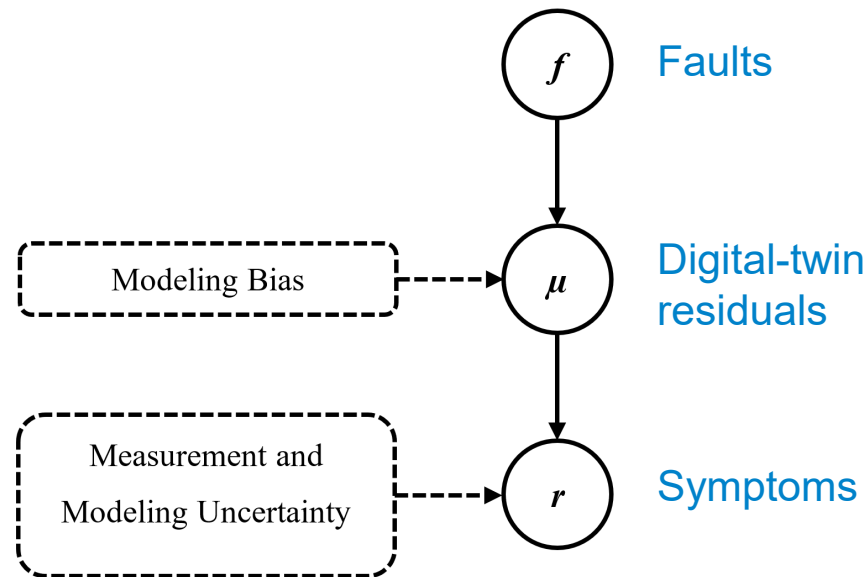 f
Faults
Modeling Bias
μ
Digital-twin
residuals
Measurement and
Modeling Uncertainty
r
Symptoms